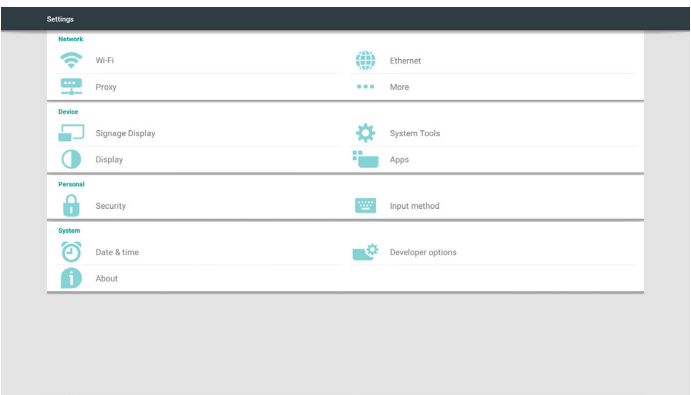 Settings
Network
Wi-Fi
Ethernet
Proxy
More
Device
Signage Display
System Tools
Display
Apps
Personal
Security
Input method
System
Date & time
Developer options
About